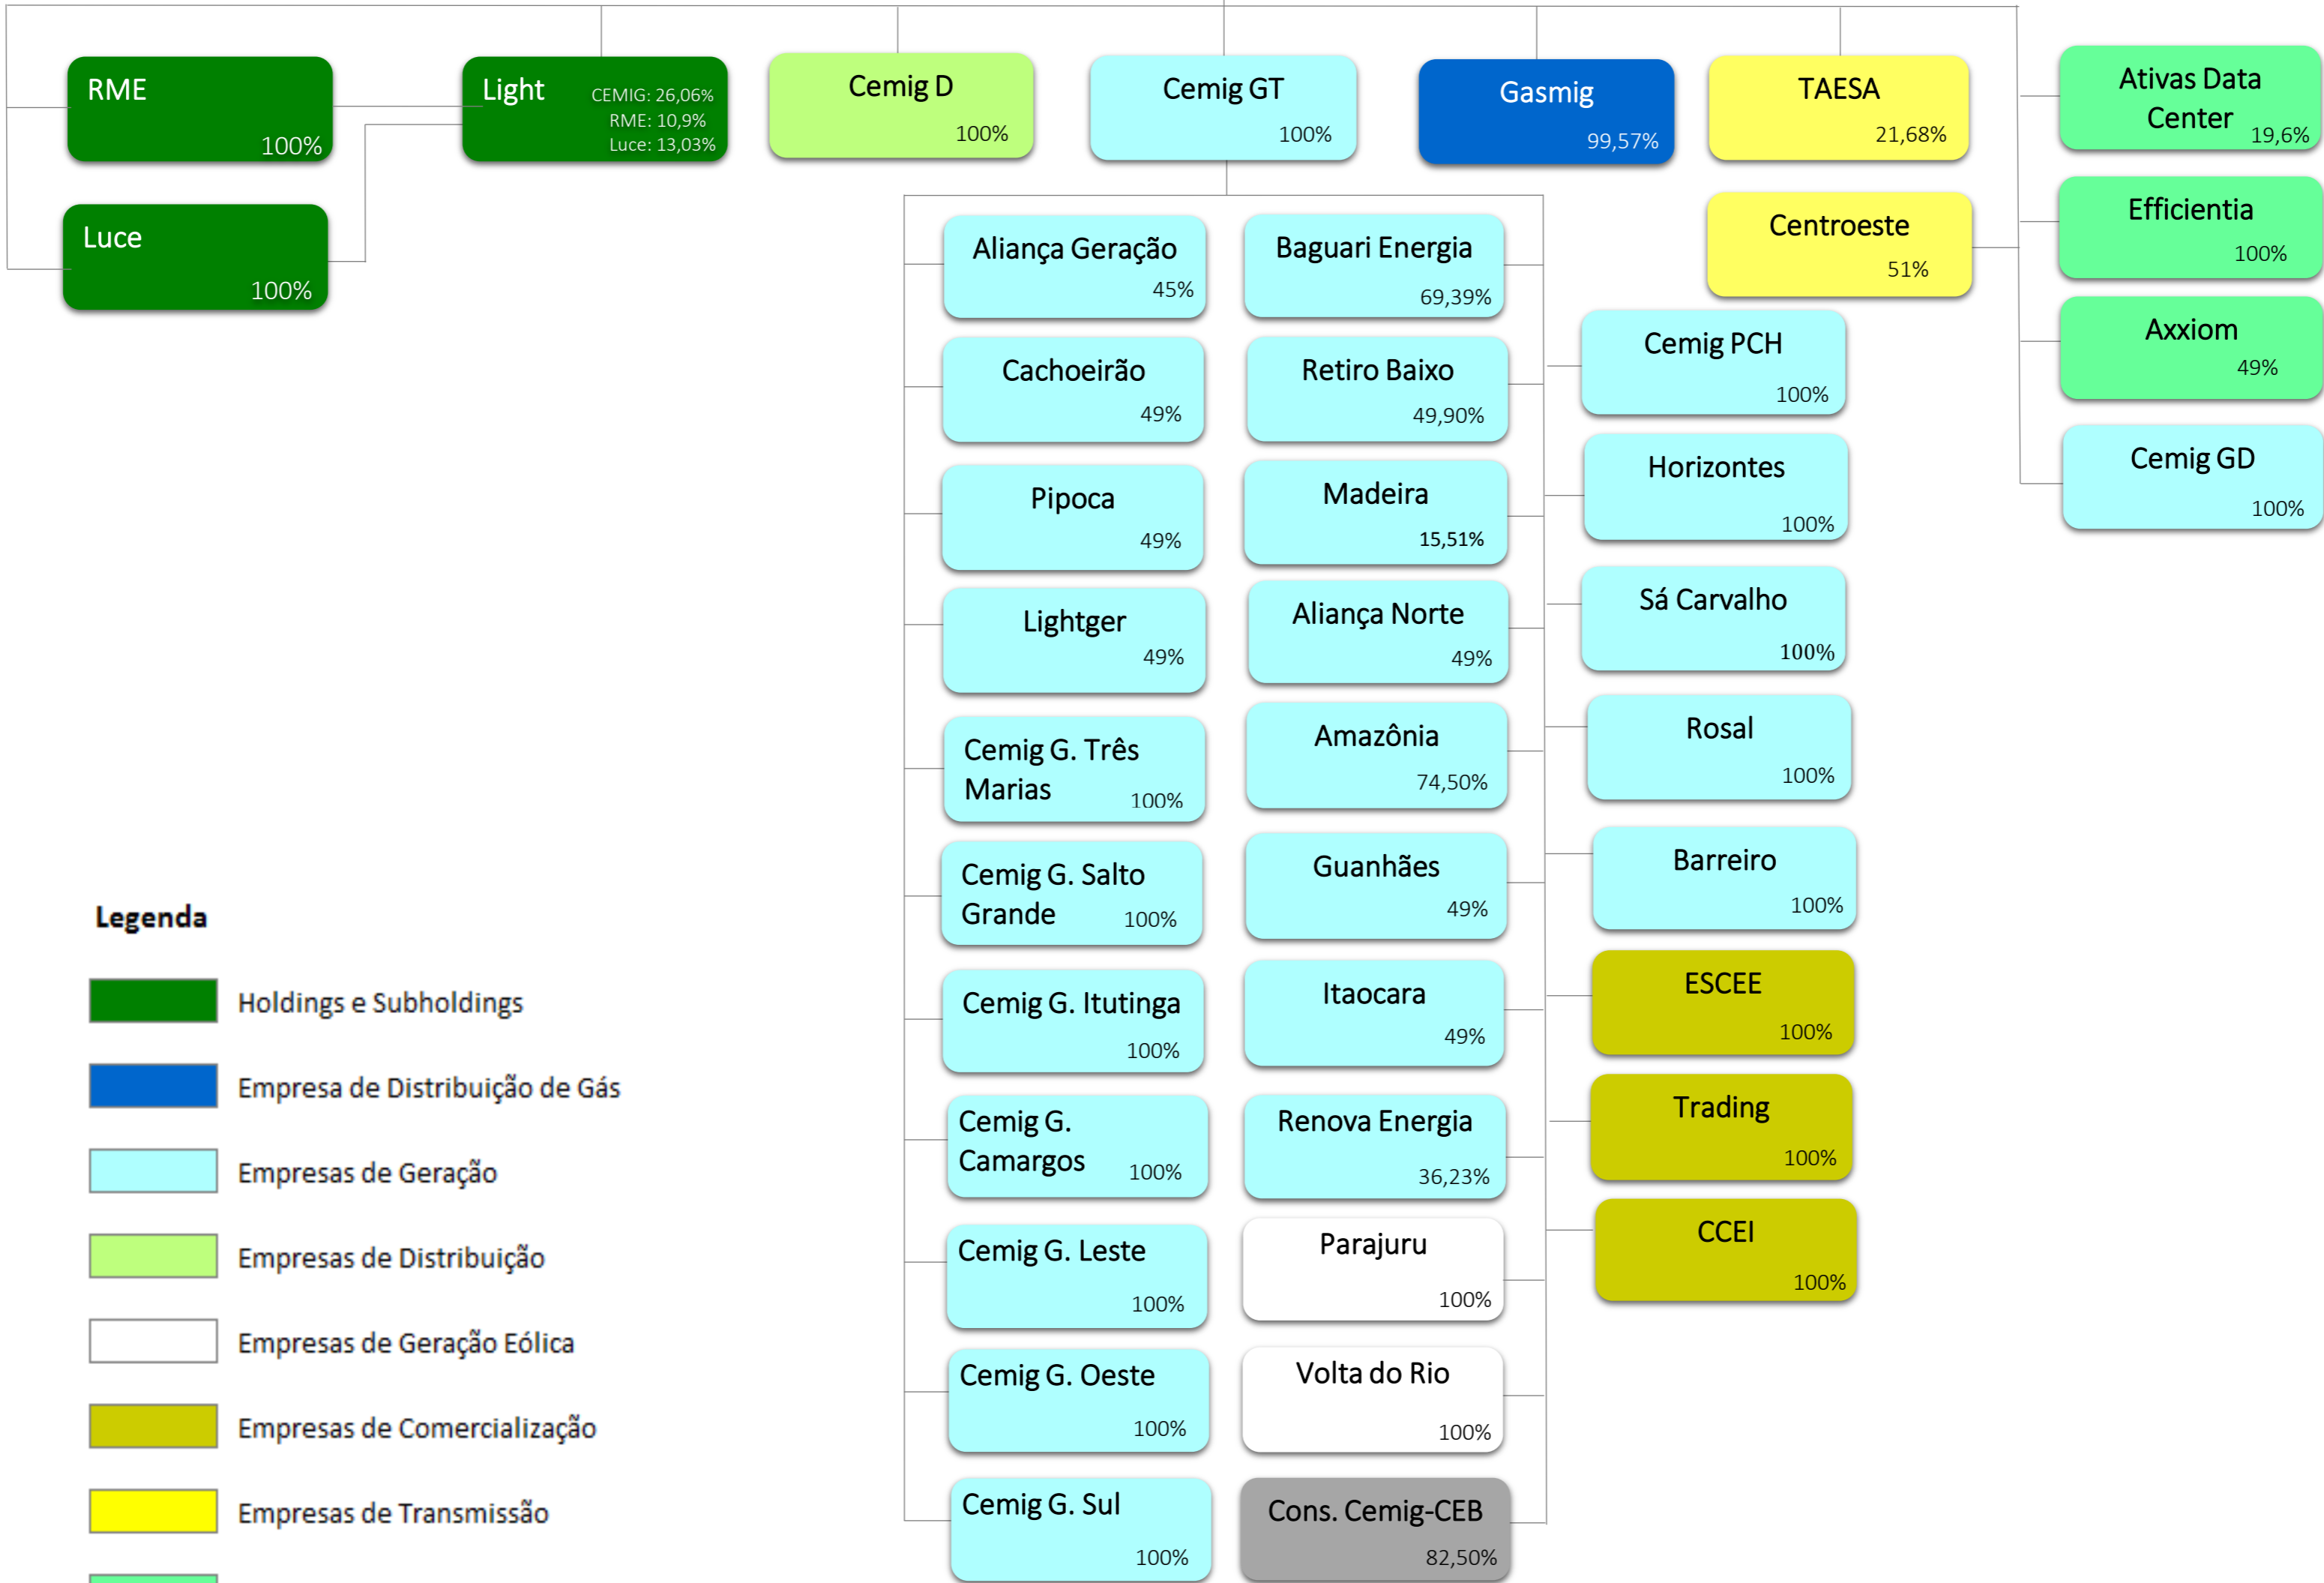 RME
100%
Light
CEMIG: 26,06%
RME: 10,9%
Luce: 13,03%
Cemig D
100%
Cemig GT
100%
Gasmig
99,57%
TAESA
21,68%
Ativas Data
Center 19,6%
Luce
100%
Centroeste
51%
Efficientia
100%
Axxiom
49%
Cemig GD
100%
Aliança Geração
45%
Cachoeirão
49%
Pipoca
49%
Lightger
49%
Cemig G. Três
Marias 100%
Cemig G. Salto
Grande 100%
Cemig G. Itutinga
100%
Cemig G.
Camargos 100%
Cemig G. Leste
100%
Cemig G. Oeste
100%
Cemig G. Sul
100%
Baguari Energia
69,39%
Retiro Baixo
49,90%
Madeira
15,51%
Aliança Norte
49%
Amazônia
74,50%
Guanhães
49%
Itaocara
49%
Renova Energia
36,23%
Parajuru
100%
Volta do Rio
100%
Cons. Cemig-CEB
82,50%
Cemig PCH
100%
Horizontes
100%
Sá Carvalho
100%
Rosal
100%
Barreiro
100%
ESCEE
100%
Trading
100%
CCEI
100%
Legenda
Holdings e Subholdings
Empresa de Distribuição de Gás
Empresas de Geração
Empresas de Distribuição
Empresas de Geração Eólica
Empresas de Comercialização
Empresas de Transmissão